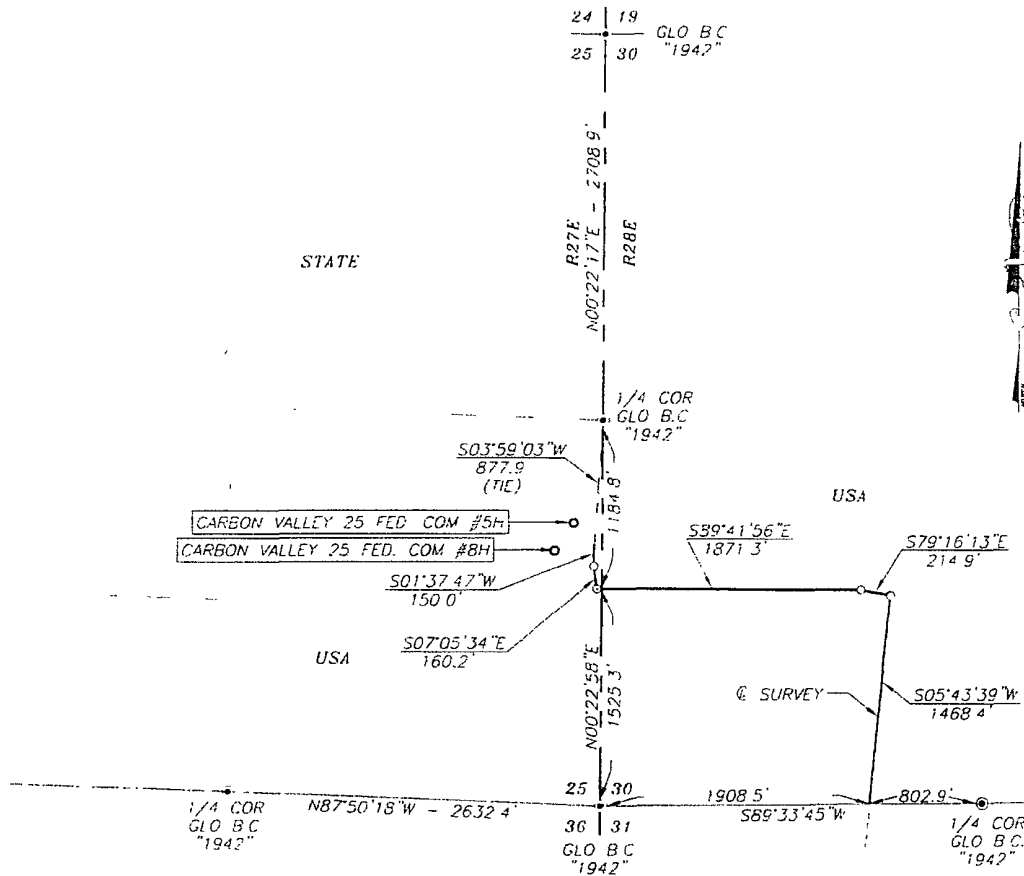 24 | 19
GLO B C
"1942"
25 | 30
STATE
R27E
N00°22'17"E - 2708.9'
R28E
1/4 COR
GLO B.C
"1942"
S03°59'03"W
877.9
(TIE)
1184.8'
USA
CARBON VALLEY 25 FED COM #5H
CARBON VALLEY 25 FED. COM #8H
S89°41'56"E
1871.3'
S79°16'13"E
214.9'
S01°37'47"W
150.0'
S07°05'34"E
160.2'
USA
N00°22'58"E
1525.3'
℄ SURVEY
S05°43'39"W
1468.4'
1/4 COR
GLO B C
"1942"
N87°50'18"W - 2632.4'
25 | 30
36 | 31
GLO B C
"1942"
1908.5'
S89°33'45"W
802.9'
1/4 COR
GLO B C.
"1942"